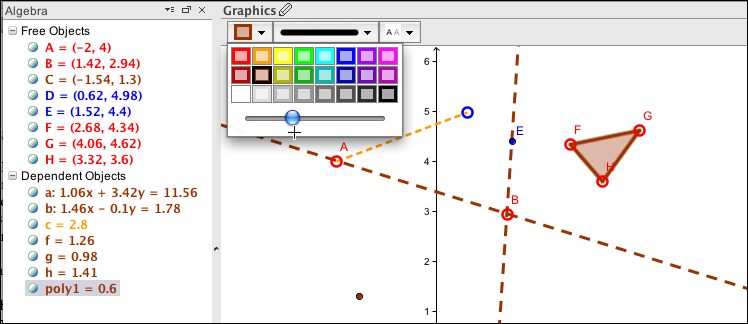 Algebra
Free Objects
A = (−2, 4)
B = (1.42, 2.94)
C = (−1.54, 1.3)
D = (0.62, 4.98)
E = (1.52, 4.4)
F = (2.68, 4.34)
G = (4.06, 4.62)
H = (3.32, 3.6)
Dependent Objects
a: 1.06x + 3.42y = 11.56
b: 1.46x − 0.1y = 1.78
c = 2.8
f = 1.26
g = 0.98
h = 1.41
poly1 = 0.6
Graphics
A A
6
5
4
3
2
1
A
E
B
F
G
H